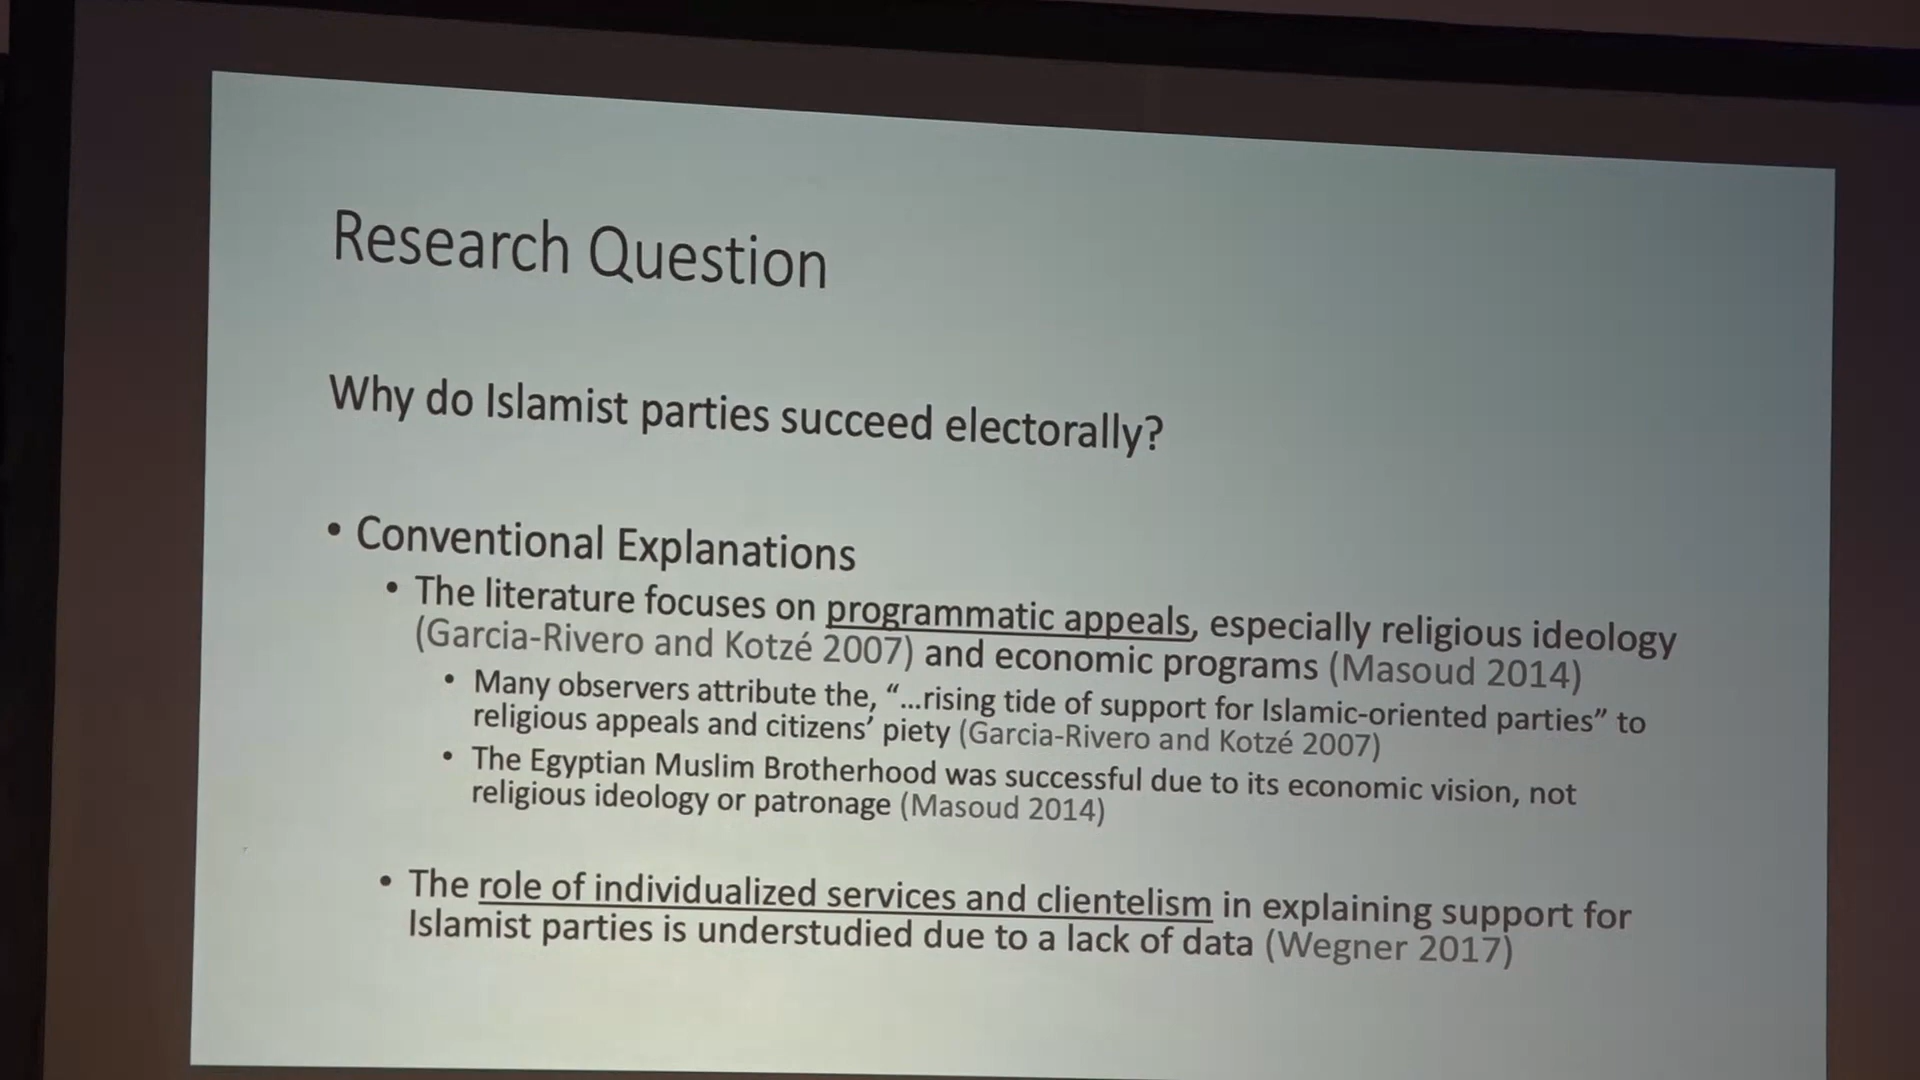 Research Question
Why do Islamist parties succeed electorally?
• Conventional Explanations
• The literature focuses on programmatic appeals, especially religious ideology
(Garcia-Rivero and Kotzé 2007) and economic programs (Masoud 2014)
• Many observers attribute the, “...rising tide of support for Islamic-oriented parties” to
religious appeals and citizens’ piety (Garcia-Rivero and Kotzé 2007)
• The Egyptian Muslim Brotherhood was successful due to its economic vision, not
religious ideology or patronage (Masoud 2014)
• The role of individualized services and clientelism in explaining support for
Islamist parties is understudied due to a lack of data (Wegner 2017)